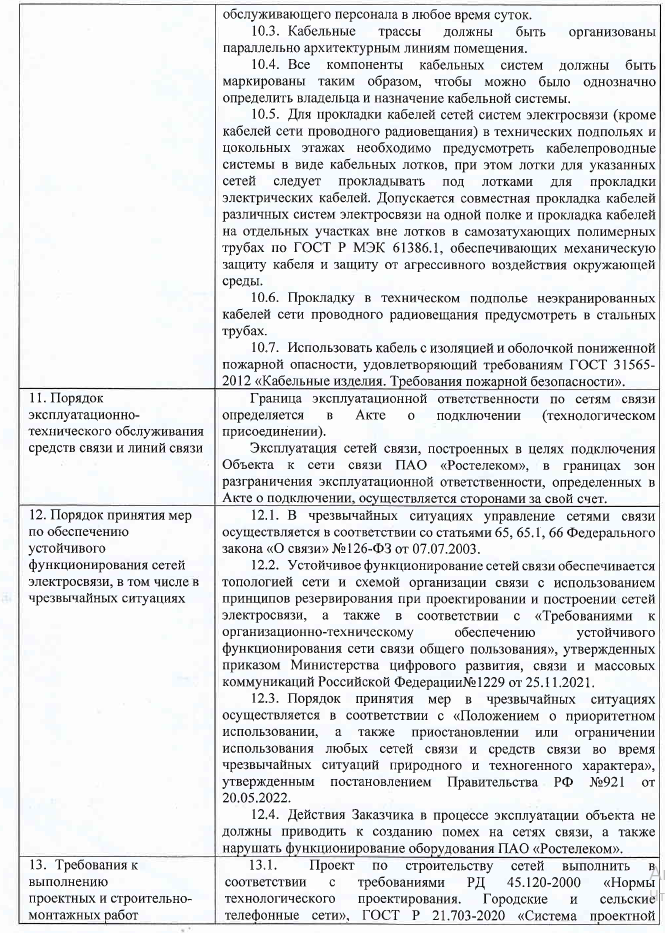 обслуживающего персонала в любое время суток.
10.3. Кабельные трассы должны быть организованы
параллельно архитектурным линиям помещения.
10.4. Все компоненты кабельных систем должны быть
маркированы таким образом, чтобы можно было однозначно
определить владельца и назначение кабельной системы.
10.5. Для прокладки кабелей сетей систем электросвязи (кроме
кабелей сети проводного радиовещания) в технических подпольях и
цокольных этажах необходимо предусмотреть кабелепроводные
системы в виде кабельных лотков, при этом лотки для указанных
сетей следует прокладывать под лотками для прокладки
электрических кабелей. Допускается совместная прокладка кабелей
различных систем электросвязи на одной полке и прокладка кабелей
на отдельных участках вне лотков в самозатухающих полимерных
трубах по ГОСТ Р МЭК 61386.1, обеспечивающих механическую
защиту кабеля и защиту от агрессивного воздействия окружающей
среды.
10.6. Прокладку в техническом подполье неэкранированных
кабелей сети проводного радиовещания предусмотреть в стальных
трубах.
10.7. Использовать кабель с изоляцией и оболочкой пониженной
пожарной опасности, удовлетворяющий требованиям ГОСТ 31565-
2012 «Кабельные изделия. Требования пожарной безопасности».
11. Порядок
эксплуатационно-
технического обслуживания
средств связи и линий связи
Граница эксплуатационной ответственности по сетям связи
определяется в Акте о подключении (технологическом
присоединении).
Эксплуатация сетей связи, построенных в целях подключения
Объекта к сети связи ПАО «Ростелеком», в границах зон
разграничения эксплуатационной ответственности, определенных в
Акте о подключении, осуществляется сторонами за свой счет.
12. Порядок принятия мер
по обеспечению
устойчивого
функционирования сетей
электросвязи, в том числе в
чрезвычайных ситуациях
12.1. В чрезвычайных ситуациях управление сетями связи
осуществляется в соответствии со статьями 65, 65.1, 66 Федерального
закона «О связи» №126-ФЗ от 07.07.2003.
12.2. Устойчивое функционирование сетей связи обеспечивается
топологией сети и схемой организации связи с использованием
принципов резервирования при проектировании и построении сетей
электросвязи, а также в соответствии с «Требованиями к
организационно-техническому обеспечению устойчивого
функционирования сети связи общего пользования», утвержденных
приказом Министерства цифрового развития, связи и массовых
коммуникаций Российской Федерации№1229 от 25.11.2021.
12.3. Порядок принятия мер в чрезвычайных ситуациях
осуществляется в соответствии с «Положением о приоритетном
использовании, а также приостановлении или ограничении
использования любых сетей связи и средств связи во время
чрезвычайных ситуаций природного и техногенного характера»,
утвержденным постановлением Правительства РФ №921 от
20.05.2022.
12.4. Действия Заказчика в процессе эксплуатации объекта не
должны приводить к созданию помех на сетях связи, а также
нарушать функционирование оборудования ПАО «Ростелеком».
13. Требования к
выполнению
проектных и строительно-
монтажных работ
13.1. Проект по строительству сетей выполнить в
соответствии с требованиями РД 45.120-2000 «Нормы
технологического проектирования. Городские и сельские
телефонные сети», ГОСТ Р 21.703-2020 «Система проектной